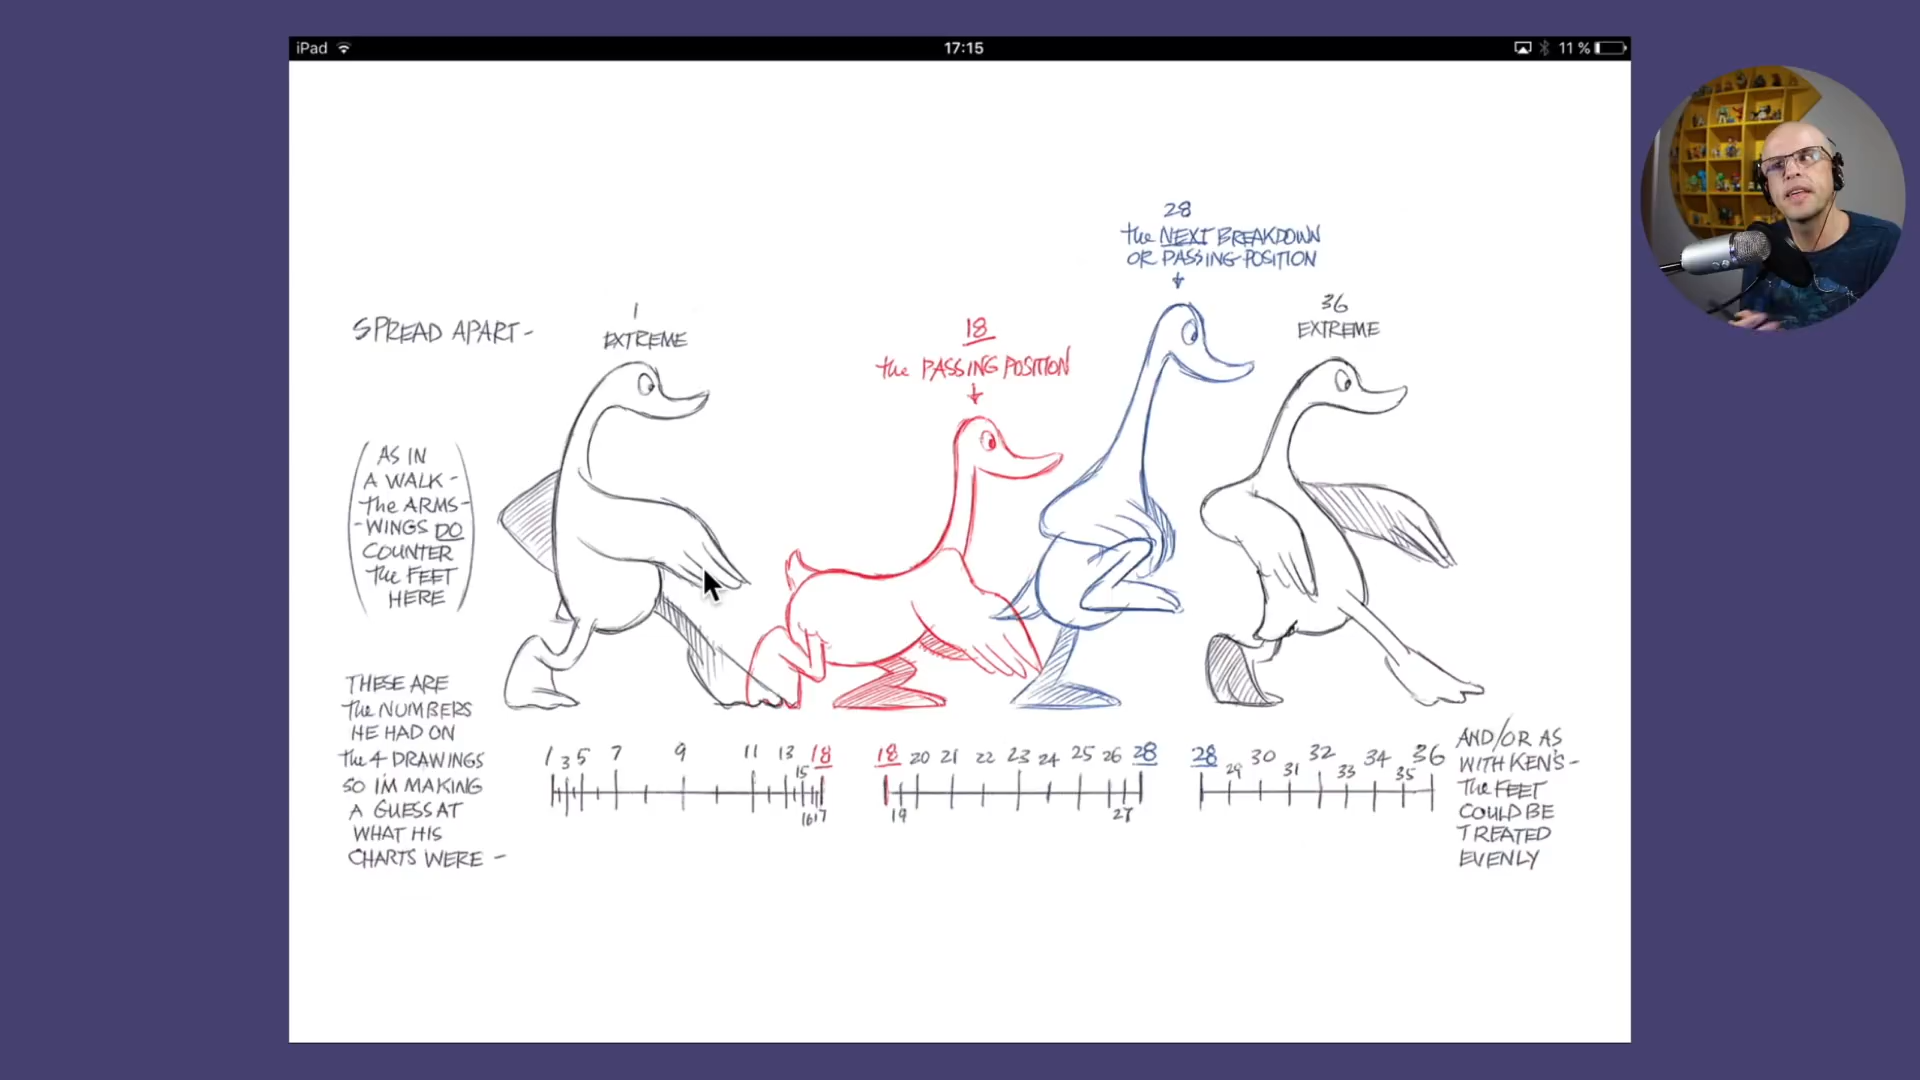 iPad
17:15
11 %
28
the NEXT BREAKDOWN
OR PASSING POSITION
SPREAD APART-
1
EXTREME
18
the PASSING POSITION
36
EXTREME
AS IN
A WALK -
the ARMS-
-WINGS DO
COUNTER
the FEET
HERE
THESE ARE
the NUMBERS
HE HAD ON
the 4 DRAWINGS
SO I'M MAKING
A GUESS AT
WHAT HIS
CHARTS WERE -
1 3 5 7 9 11 13 15 18
16 17
18 20 21 22 23 24 25 26 28
19 27
28 29 30 31 32 33 34 35 36
AND/OR AS
WITH KEN'S -
the FEET
COULD BE
TREATED
EVENLY